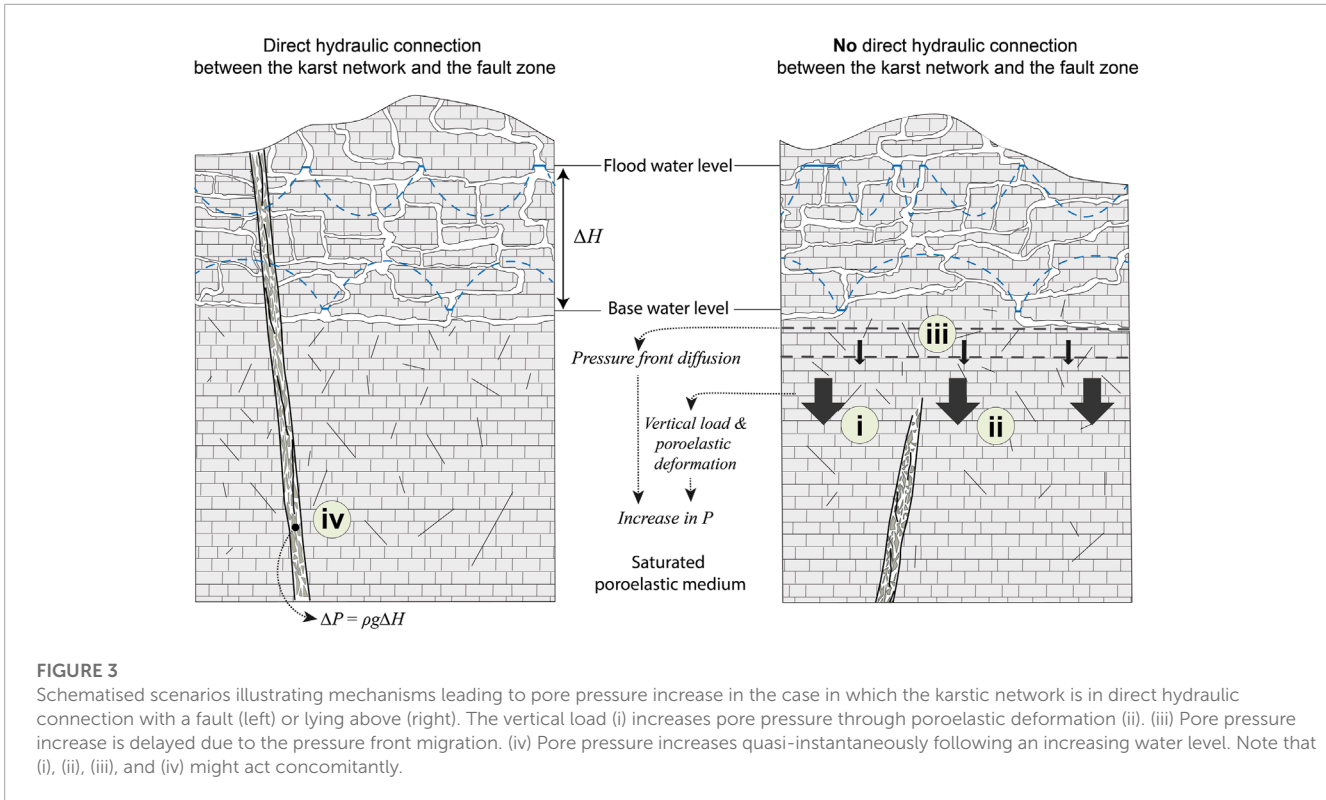 Direct hydraulic connection
between the karst network and the fault zone
No direct hydraulic connection
between the karst network and the fault zone
Flood water level
ΔH
Base water level
iii
Pressure front diffusion
Vertical load &
poroelastic
deformation
i
ii
iv
Increase in P
Saturated
poroelastic medium
ΔP = ρgΔH
FIGURE 3
Schematised scenarios illustrating mechanisms leading to pore pressure increase in the case in which the karstic network is in direct hydraulic
connection with a fault (left) or lying above (right). The vertical load (i) increases pore pressure through poroelastic deformation (ii). (iii) Pore pressure
increase is delayed due to the pressure front migration. (iv) Pore pressure increases quasi-instantaneously following an increasing water level. Note that
(i), (ii), (iii), and (iv) might act concomitantly.